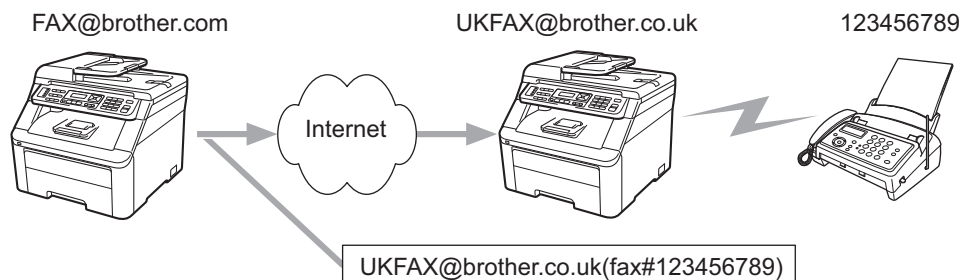 FAX@brother.com
UKFAX@brother.co.uk
123456789
Internet
UKFAX@brother.co.uk(fax#123456789)